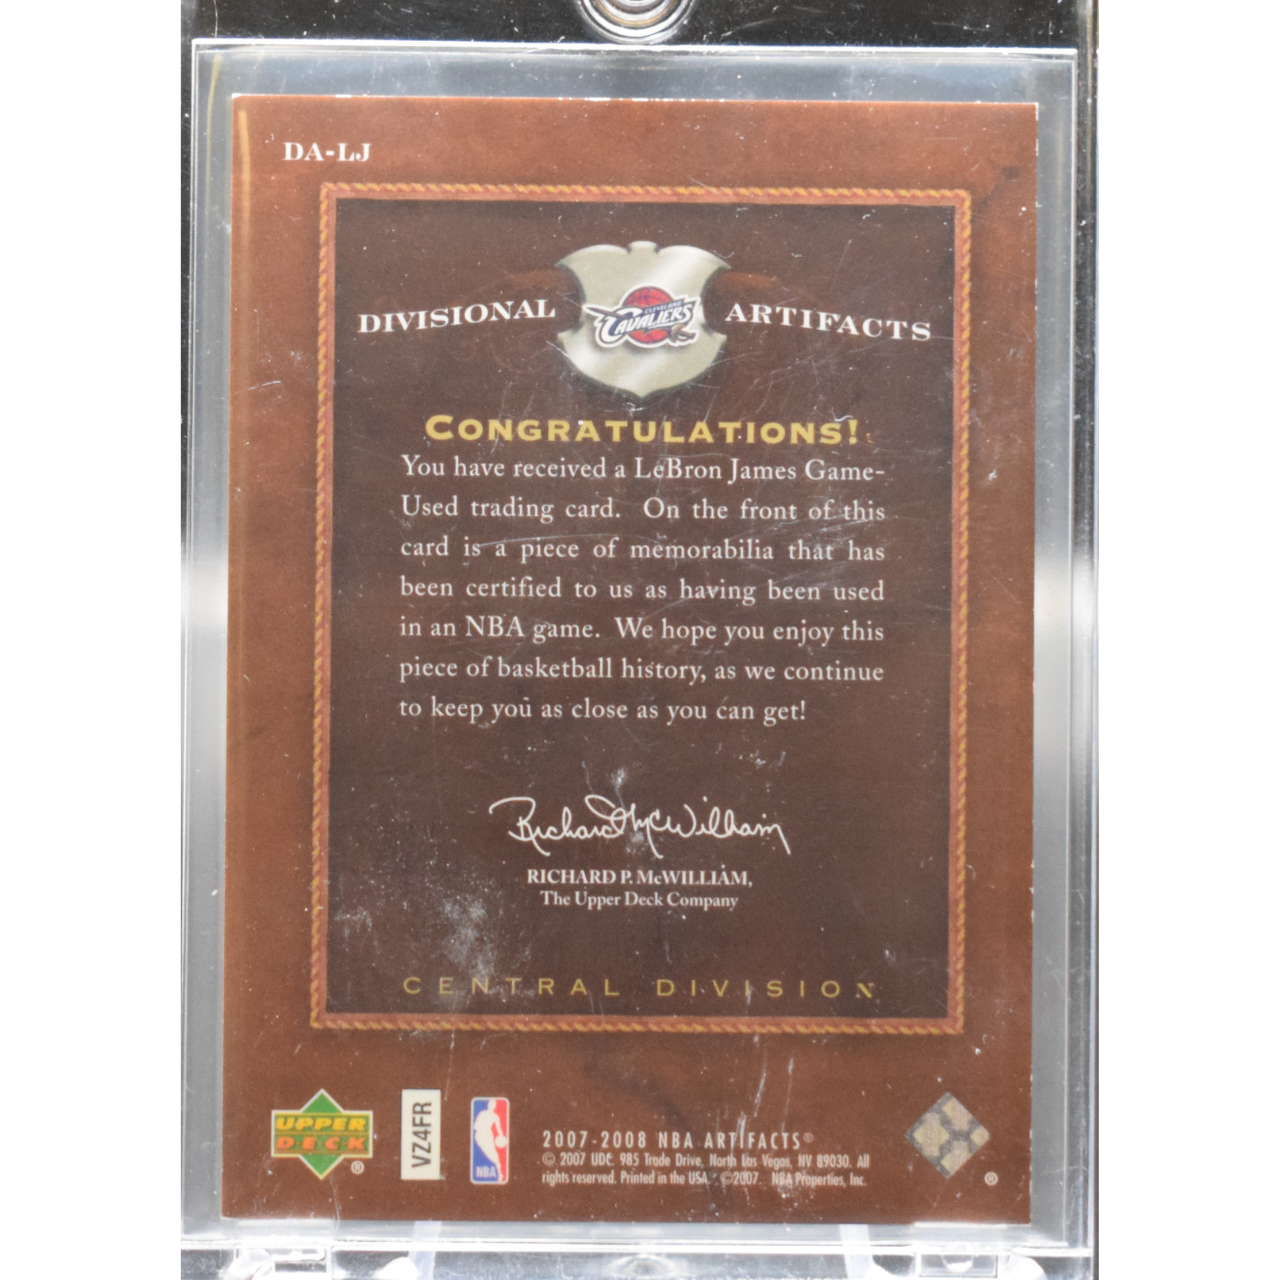 DA-LJ
DIVISIONAL ARTIFACTS
CLEVELAND
CAVALIERS
CONGRATULATIONS!
You have received a LeBron James Game-
Used trading card. On the front of this
card is a piece of memorabilia that has
been certified to us as having been used
in an NBA game. We hope you enjoy this
piece of basketball history, as we continue
to keep you as close as you can get!
Richard McWilliam
RICHARD P. McWILLIAM,
The Upper Deck Company
CENTRAL DIVISION
UPPER
DECK
®
VZ4FR
NBA
2007-2008 NBA ARTIFACTS®
© 2007 UDC. 985 Trade Drive, North Las Vegas, NV 89030. All
rights reserved. Printed in the USA. ©2007. NBA Properties, Inc.
®